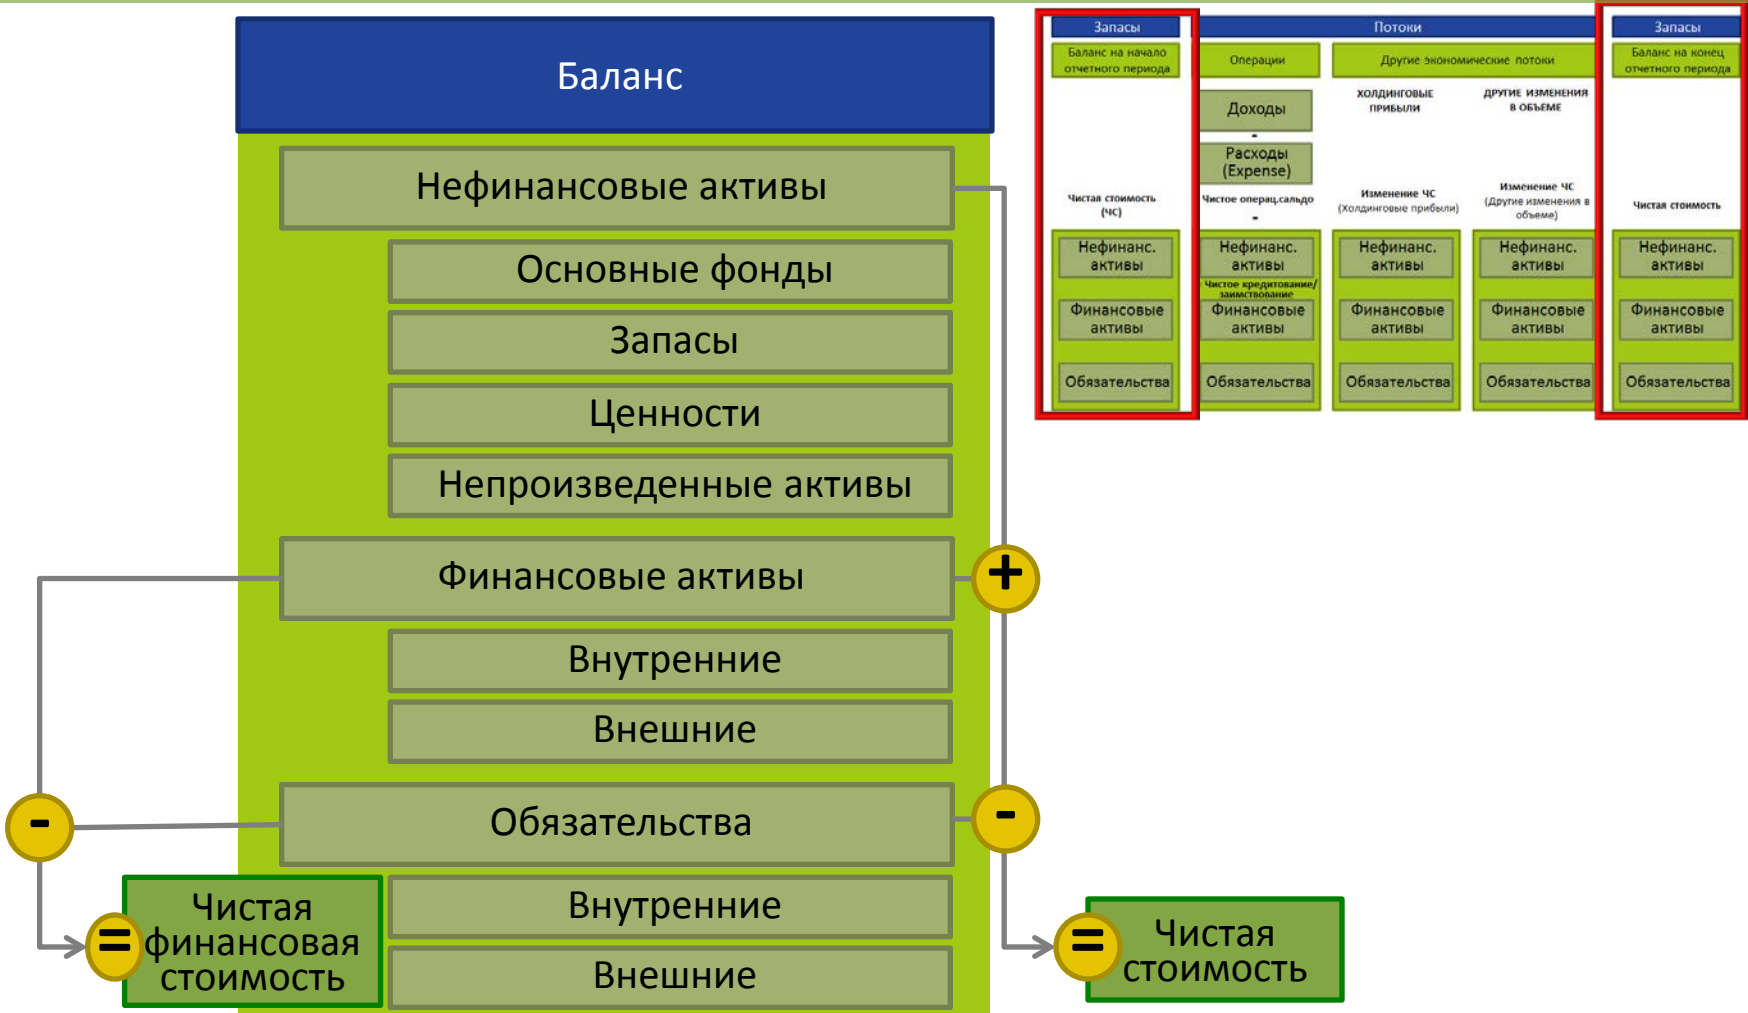 Баланс
Нефинансовые активы
Основные фонды
Запасы
Ценности
Непроизведенные активы
Финансовые активы
Внутренние
Внешние
Обязательства
Внутренние
Внешние
+
-
-
=
Чистая
финансовая
стоимость
=
Чистая
стоимость
Запасы
Потоки
Запасы
Баланс на начало
отчетного периода
Операции
Другие экономические потоки
Баланс на конец
отчетного периода
Доходы
-
Расходы
(Expense)
ХОЛДИНГОВЫЕ
ПРИБЫЛИ
ДРУГИЕ ИЗМЕНЕНИЯ
В ОБЪЕМЕ
Чистая стоимость
(ЧС)
Чистое операц.сальдо
-
Изменение ЧС
(Холдинговые прибыли)
Изменение ЧС
(Другие изменения в
объеме)
Чистая стоимость
Нефинанс.
активы
Нефинанс.
активы
Нефинанс.
активы
Нефинанс.
активы
Нефинанс.
активы
Чистое кредитование/
заимствование
Финансовые
активы
Финансовые
активы
Финансовые
активы
Финансовые
активы
Финансовые
активы
Обязательства
Обязательства
Обязательства
Обязательства
Обязательства